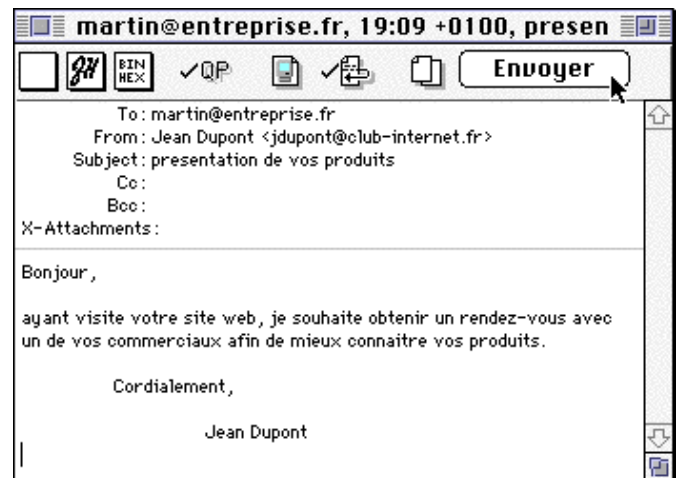 martin@entreprise.fr, 19:09 +0100, presen
BIN HEX QP Envoyer
To: martin@entreprise.fr
From: Jean Dupont <jdupont@club-internet.fr>
Subject: presentation de vos produits
Cc:
Bcc:
X-Attachments:
Bonjour,
ayant visite votre site web, je souhaite obtenir un rendez-vous avec
un de vos commerciaux afin de mieux connaitre vos produits.
Cordialement,
Jean Dupont